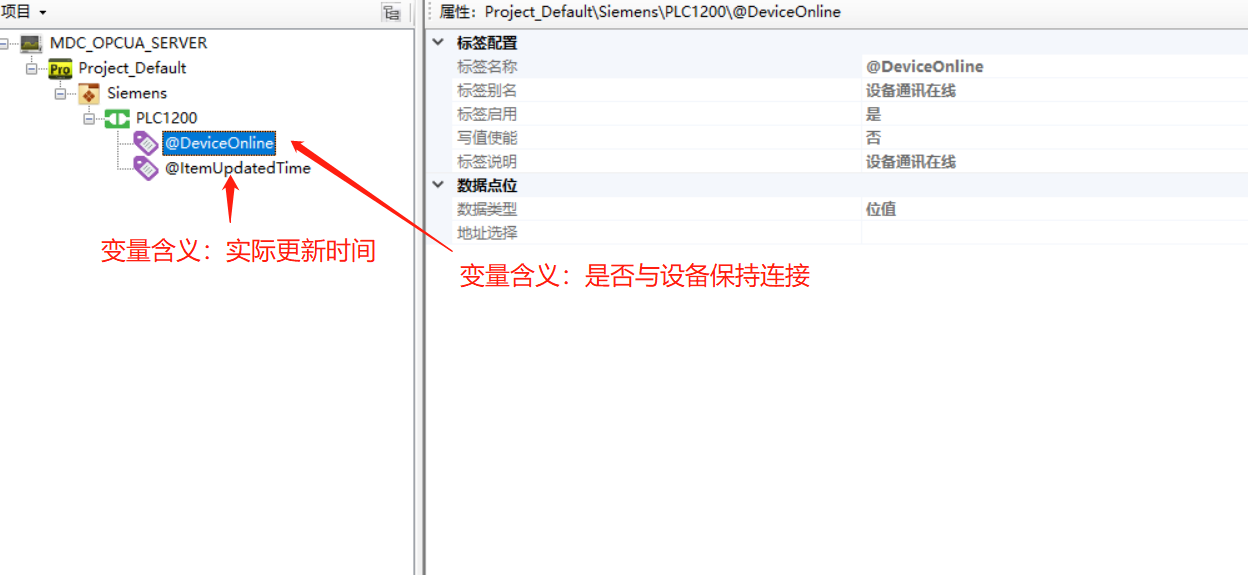 项目
MDC_OPCUA_SERVER
Pro Project_Default
Siemens
PLC1200
@DeviceOnline
@ItemUpdatedTime
变量含义：实际更新时间
属性：Project_Default\Siemens\PLC1200\@DeviceOnline
标签配置
标签名称 @DeviceOnline
标签别名 设备通讯在线
标签启用 是
写值使能 否
标签说明 设备通讯在线
数据点位
数据类型 位值
地址选择
变量含义：是否与设备保持连接